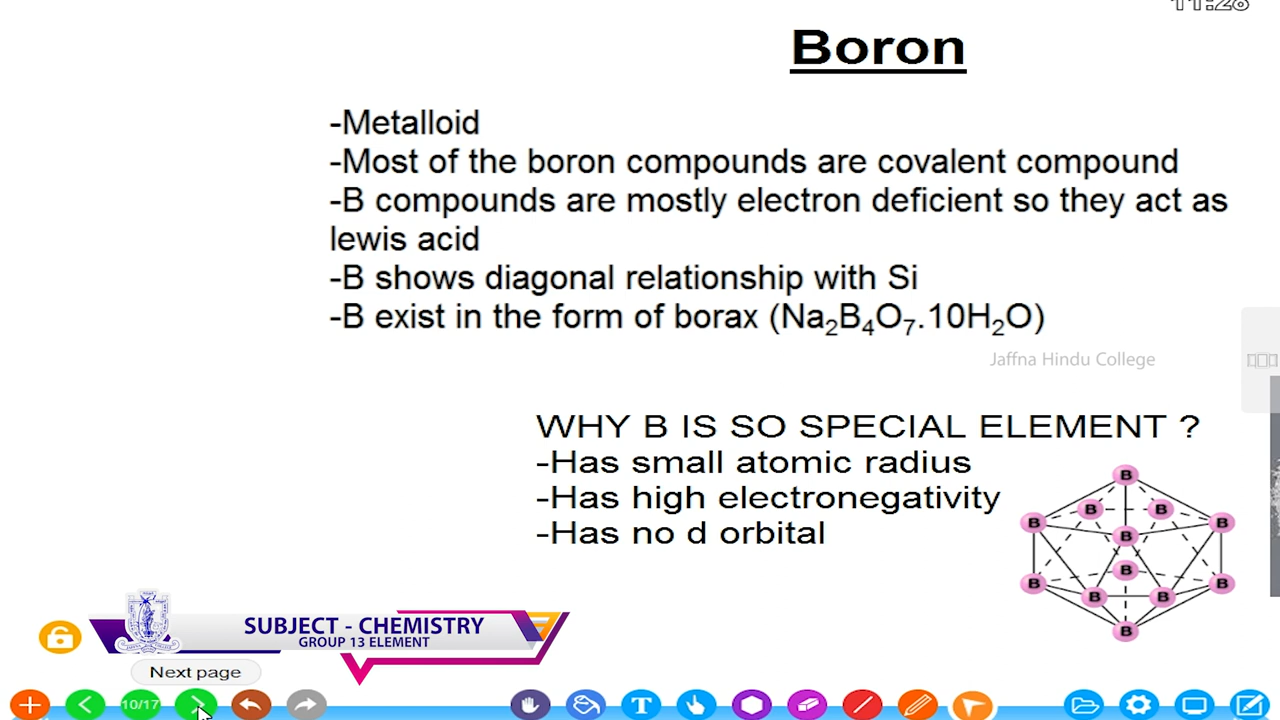 11:28
Boron
-Metalloid
-Most of the boron compounds are covalent compound
-B compounds are mostly electron deficient so they act as
lewis acid
-B shows diagonal relationship with Si
-B exist in the form of borax (Na₂B₄O₇.10H₂O)
Jaffna Hindu College
WHY B IS SO SPECIAL ELEMENT ?
-Has small atomic radius
-Has high electronegativity
-Has no d orbital
B
B B
B B
B
B
B B
B B
B
SUBJECT - CHEMISTRY
GROUP 13 ELEMENT
Next page
10/17
T